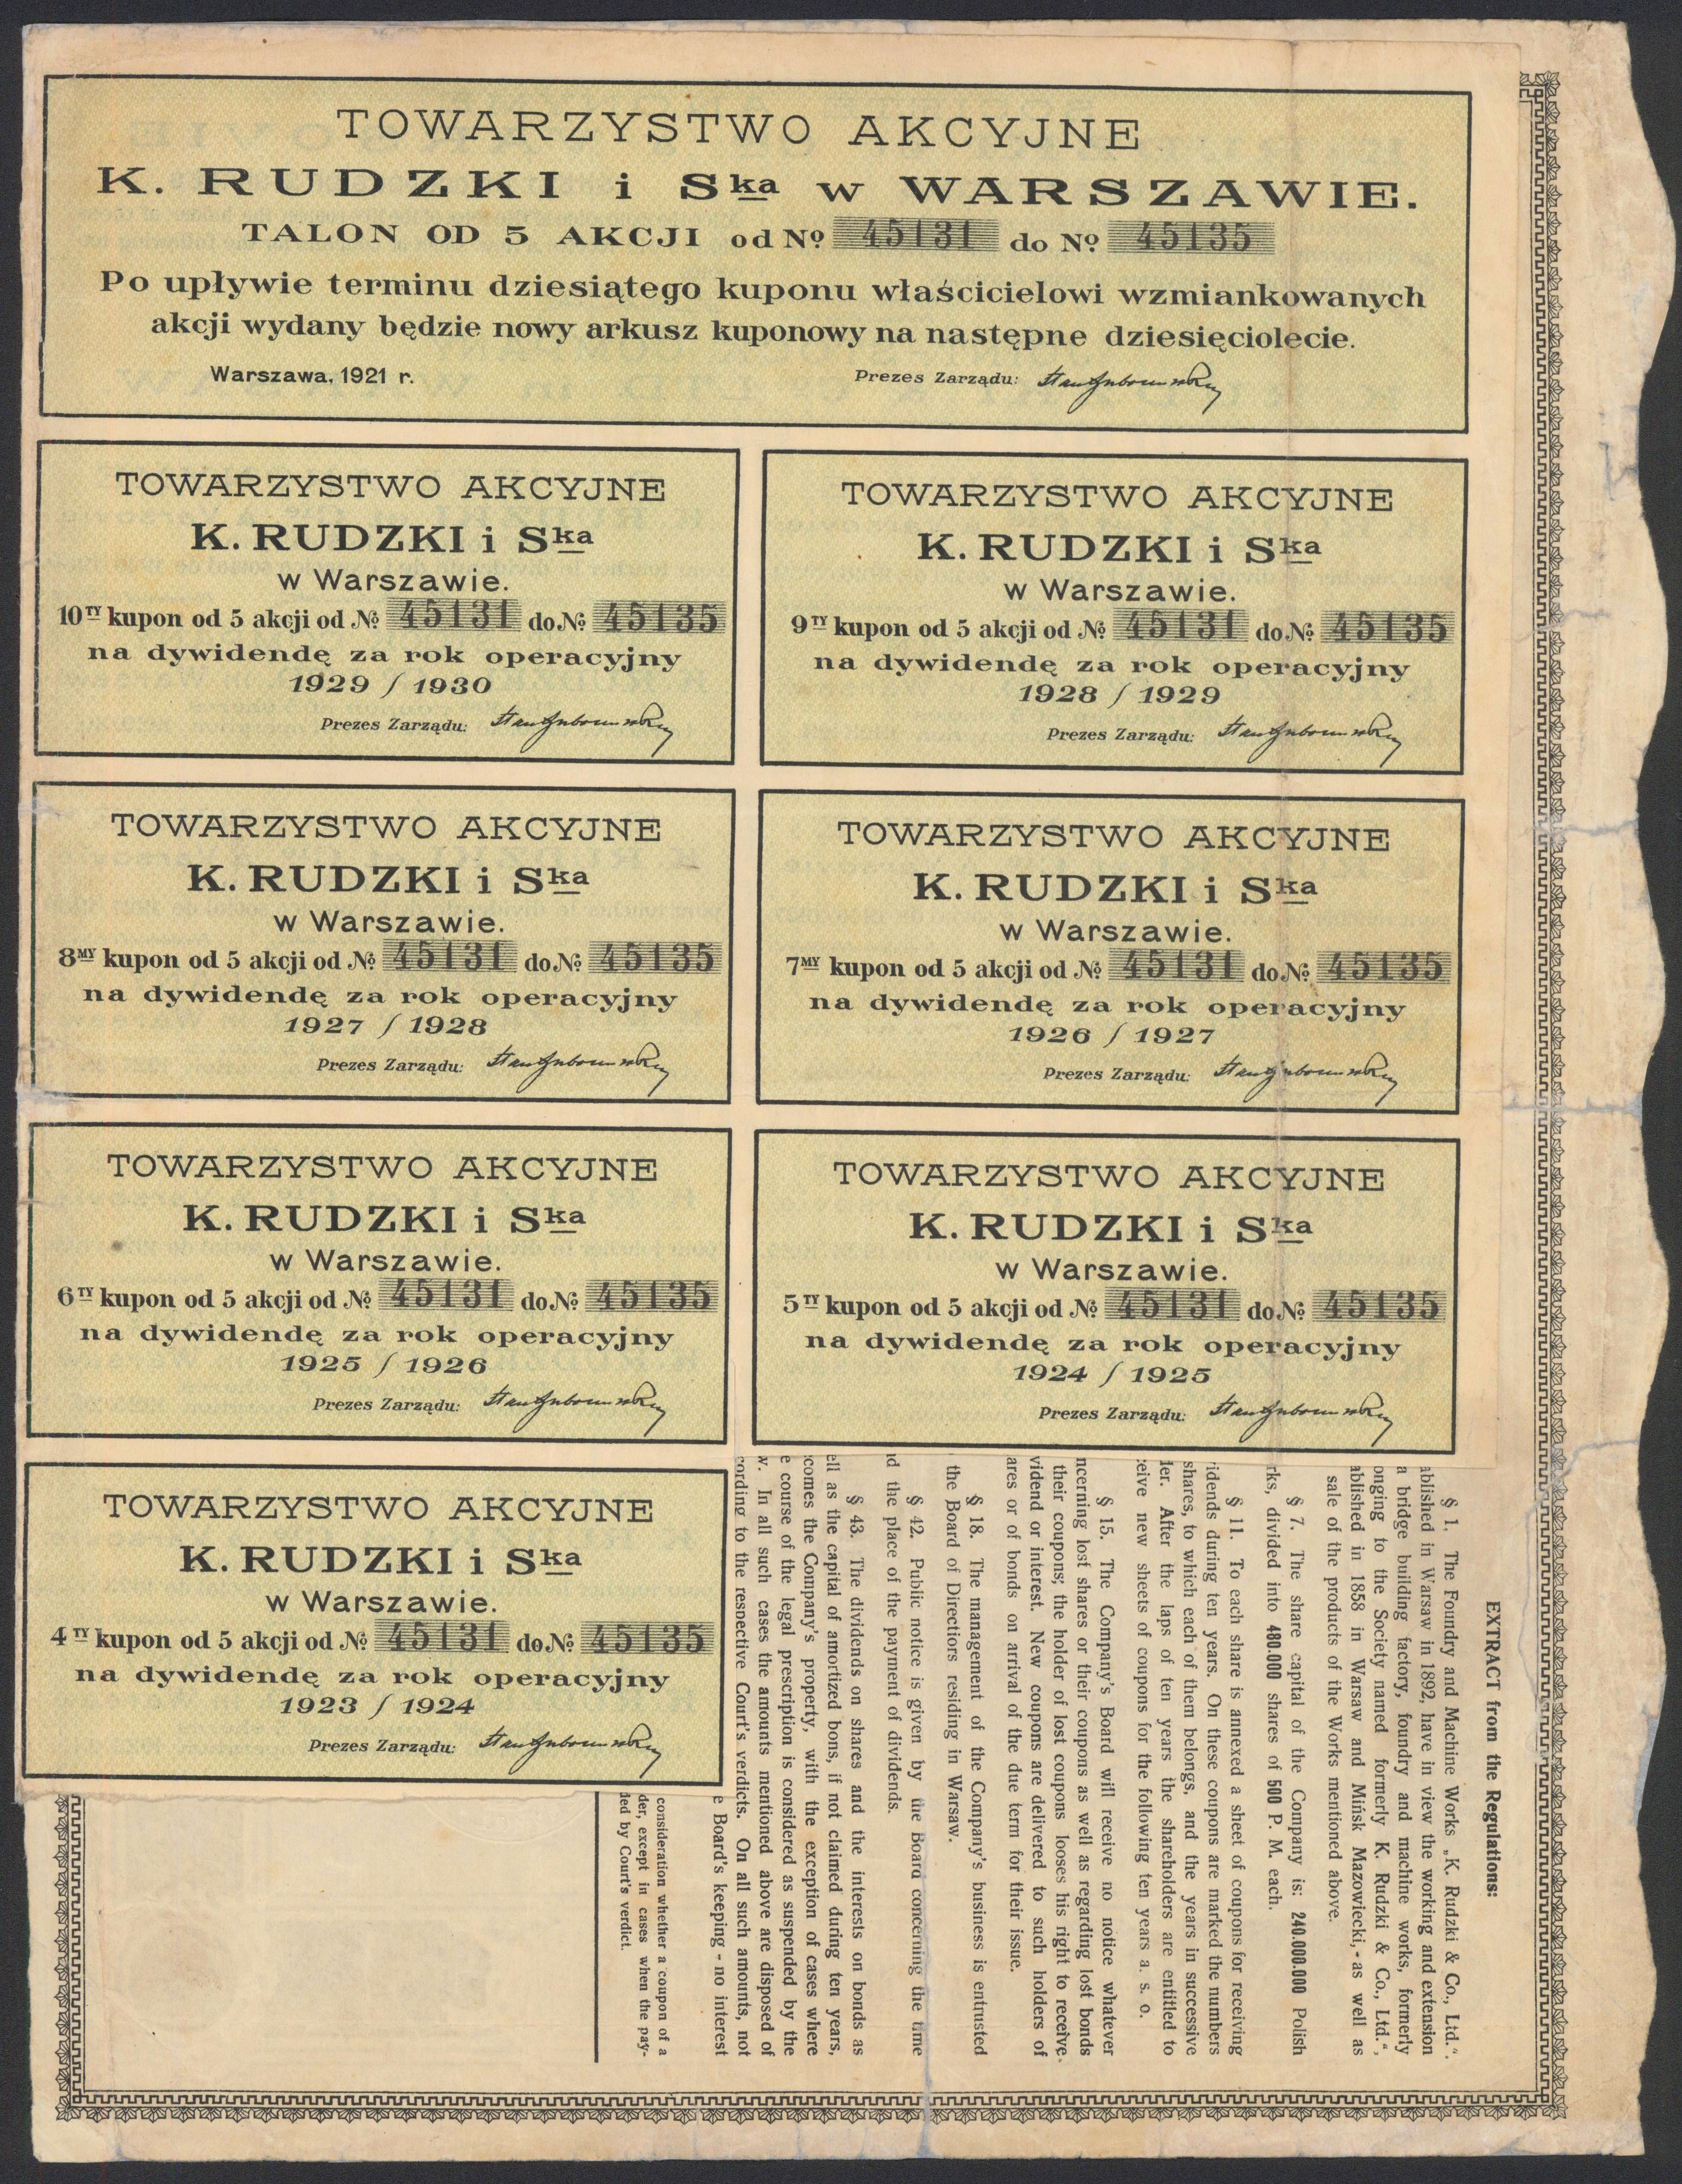 TOWARZYSTWO AKCYJNE
K. RUDZKI i Ska w WARSZAWIE.
TALON OD 5 AKCJI od No 45131 do No 45135
Po upływie terminu dziesiątego kuponu właścicielowi wzmiankowanych
akcji wydany będzie nowy arkusz kuponowy na następne dziesięciolecie.
Warszawa, 1921 r. Prezes Zarządu:
TOWARZYSTWO AKCYJNE
K. RUDZKI i Ska
w Warszawie.
10TY kupon od 5 akcji od No 45131 do No 45135
na dywidendę za rok operacyjny
1929 / 1930
Prezes Zarządu:
TOWARZYSTWO AKCYJNE
K. RUDZKI i Ska
w Warszawie.
9TY kupon od 5 akcji od No 45131 do No 45135
na dywidendę za rok operacyjny
1928 / 1929
Prezes Zarządu:
TOWARZYSTWO AKCYJNE
K. RUDZKI i Ska
w Warszawie.
8MY kupon od 5 akcji od No 45131 do No 45135
na dywidendę za rok operacyjny
1927 / 1928
Prezes Zarządu:
TOWARZYSTWO AKCYJNE
K. RUDZKI i Ska
w Warszawie.
7MY kupon od 5 akcji od No 45131 do No 45135
na dywidendę za rok operacyjny
1926 / 1927
Prezes Zarządu:
TOWARZYSTWO AKCYJNE
K. RUDZKI i Ska
w Warszawie.
6TY kupon od 5 akcji od No 45131 do No 45135
na dywidendę za rok operacyjny
1925 / 1926
Prezes Zarządu:
TOWARZYSTWO AKCYJNE
K. RUDZKI i Ska
w Warszawie.
5TY kupon od 5 akcji od No 45131 do No 45135
na dywidendę za rok operacyjny
1924 / 1925
Prezes Zarządu:
TOWARZYSTWO AKCYJNE
K. RUDZKI i Ska
w Warszawie.
4TY kupon od 5 akcji od No 45131 do No 45135
na dywidendę za rok operacyjny
1923 / 1924
Prezes Zarządu:
EXTRACT from the Regulations:
§ 1. The Foundry and Machine Works „K. Rudzki & Co., Ltd.".
ablished in Warsaw in 1892, have in view the working and extension
a bridge building factory, foundry and machine works, formerly
onging to the Society named formerly K. Rudzki & Co., Ltd.",
ablished in 1858 in Warsaw and Mińsk Mazowiecki, - as well as
sale of the products of the Works mentioned above.
§ 7. The share capital of the Company is: 240.000.000 Polish
rks, divided into 480.000 shares of 500 P. M. each.
§ 11. To each share is annexed a sheet of coupons for receiving
idends during ten years. On these coupons are marked the numbers
shares, to which each of them belongs, and the years in successive
ler. After the laps of ten years the shareholders are entitled to
eive new sheets of coupons for the following ten years a. s. o.
§ 15. The Company's Board will receive no notice whatever
ncerning lost shares or their coupons as well as regarding lost bonds
their coupons; the holder of lost coupons looses his right to receive
vidend or interest. New coupons are delivered to such holders of
ares or of bonds on arrival of the due term for their issue.
§ 18. The management of the Company's business is entrusted
the Board of Directiors residing in Warsaw.
§ 42. Public notice is given by the Board concerning the time
d the place of the payment of dividends.
§ 43. The dividends on shares and the interests on bonds as
ell as the capital of amortized bons, if not claimed during ten years,
comes the Company's property, with the exception of cases where
e course of the legal prescription is considered as suspended by the
w. In all such cases the amounts mentioned above are disposed of
cording to the respective Court's verdicts. On all such amounts, not
e Board's keeping - no interest
consideration whether a coupon of a
der, except in cases when the pay-
ded by Court's verdict.